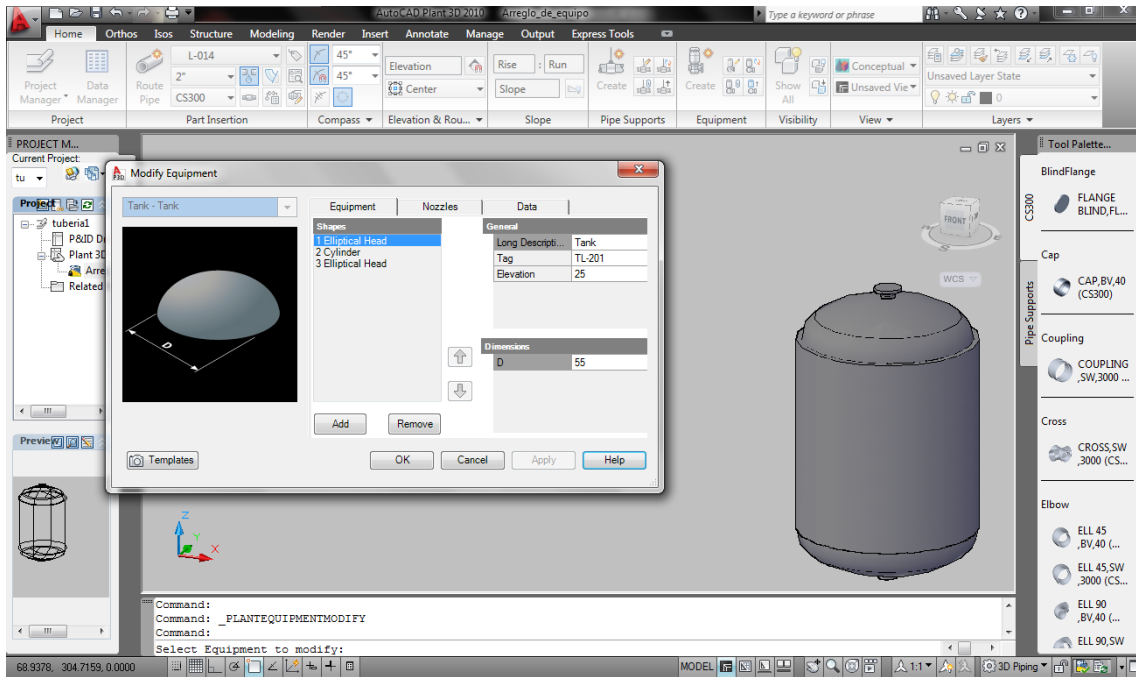 AutoCAD Plant 3D 2010 Arreglo_de_equipo
Type a keyword or phrase
Home Orthos Isos Structure Modeling Render Insert Annotate Manage Output Express Tools
Project Manager
Data Manager
Route Pipe
L-014
2"
CS300
45°
45°
Elevation
Center
Rise : Run
Slope
Create
Create
Show All
Conceptual
Unsaved Vie
Unsaved Layer State
0
Project Part Insertion Compass Elevation & Rou... Slope Pipe Supports Equipment Visibility View Layers
PROJECT M...
Current Project:
tu
Project
tuberia1
P&ID D
Plant 3D
Arre
Related
Preview
Modify Equipment
Tank - Tank
Equipment Nozzles Data
Shapes
1 Elliptical Head
2 Cylinder
3 Elliptical Head
General
Long Descripti... Tank
Tag TL-201
Elevation 25
Dimensions
D 55
D
Add Remove
Templates OK Cancel Apply Help
FRONT
WCS
Z
Y
X
Tool Palette...
CS300
Pipe Supports
BlindFlange
FLANGE
BLIND,FL...
Cap
CAP,BV,40
(CS300)
Coupling
COUPLING
,SW,3000 ...
Cross
CROSS,SW
,3000 (CS...
Elbow
ELL 45
,BV,40 (...
ELL 45,SW
,3000 (CS...
ELL 90
,BV,40 (...
ELL 90,SW
Command:
Command: _PLANTEQUIPMENTMODIFY
Command:
Select Equipment to modify:
68.9378, 304.7159, 0.0000
MODEL
1:1
3D Piping